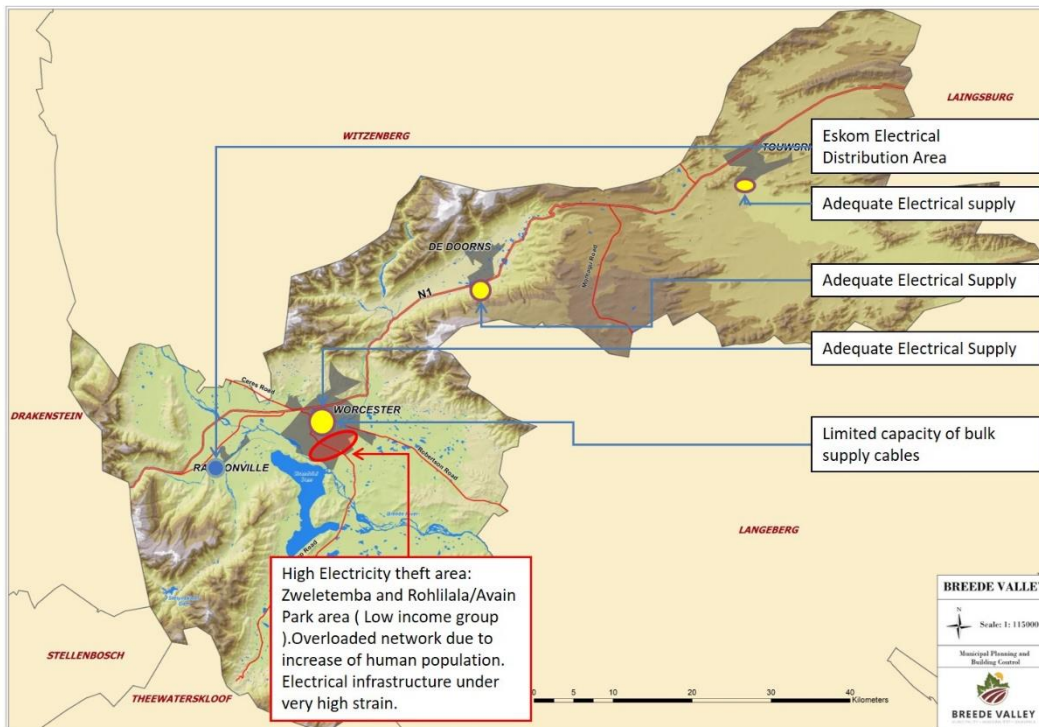 LAINGSBURG
WITZENBERG
Eskom Electrical
Distribution Area
Adequate Electrical supply
DE DOORNS
Montagu Road
N1
Adequate Electrical Supply
Adequate Electrical Supply
Ceres Road
DRAKENSTEIN
WORCESTER
Limited capacity of bulk
supply cables
Robertson Road
LANGEBERG
High Electricity theft area:
Zweletemba and Rohlilala/Avain
Park area ( Low income group
).Overloaded network due to
increase of human population.
Electrical infrastructure under
very high strain.
BREEDE VALLEY
N
Scale: 1: 115000
Municipal Planning and
Building Control
STELLENBOSCH
THEEWATERSKLOOF
0 5 10 20 30 40
Kilometers
BREEDE VALLEY